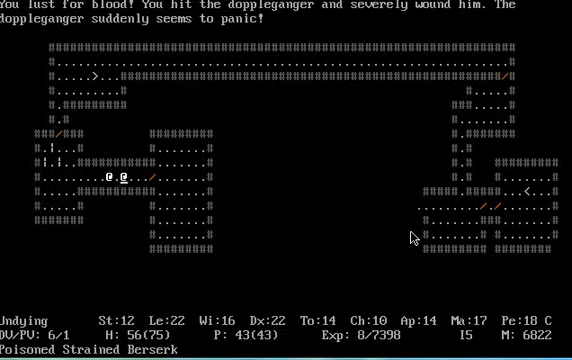 You lust for blood! You hit the doppleganger and severely wound him. The
doppleganger suddenly seems to panic!
Undying St:12 Le:22 Wi:16 Dx:22 To:14 Ch:10 Ap:14 Ma:17 Pe:18 C
DV/PV: 6/1 H: 56(75) P: 43(43) Exp: 8/7398 I5 M: 6822
Poisoned Strained Berserk